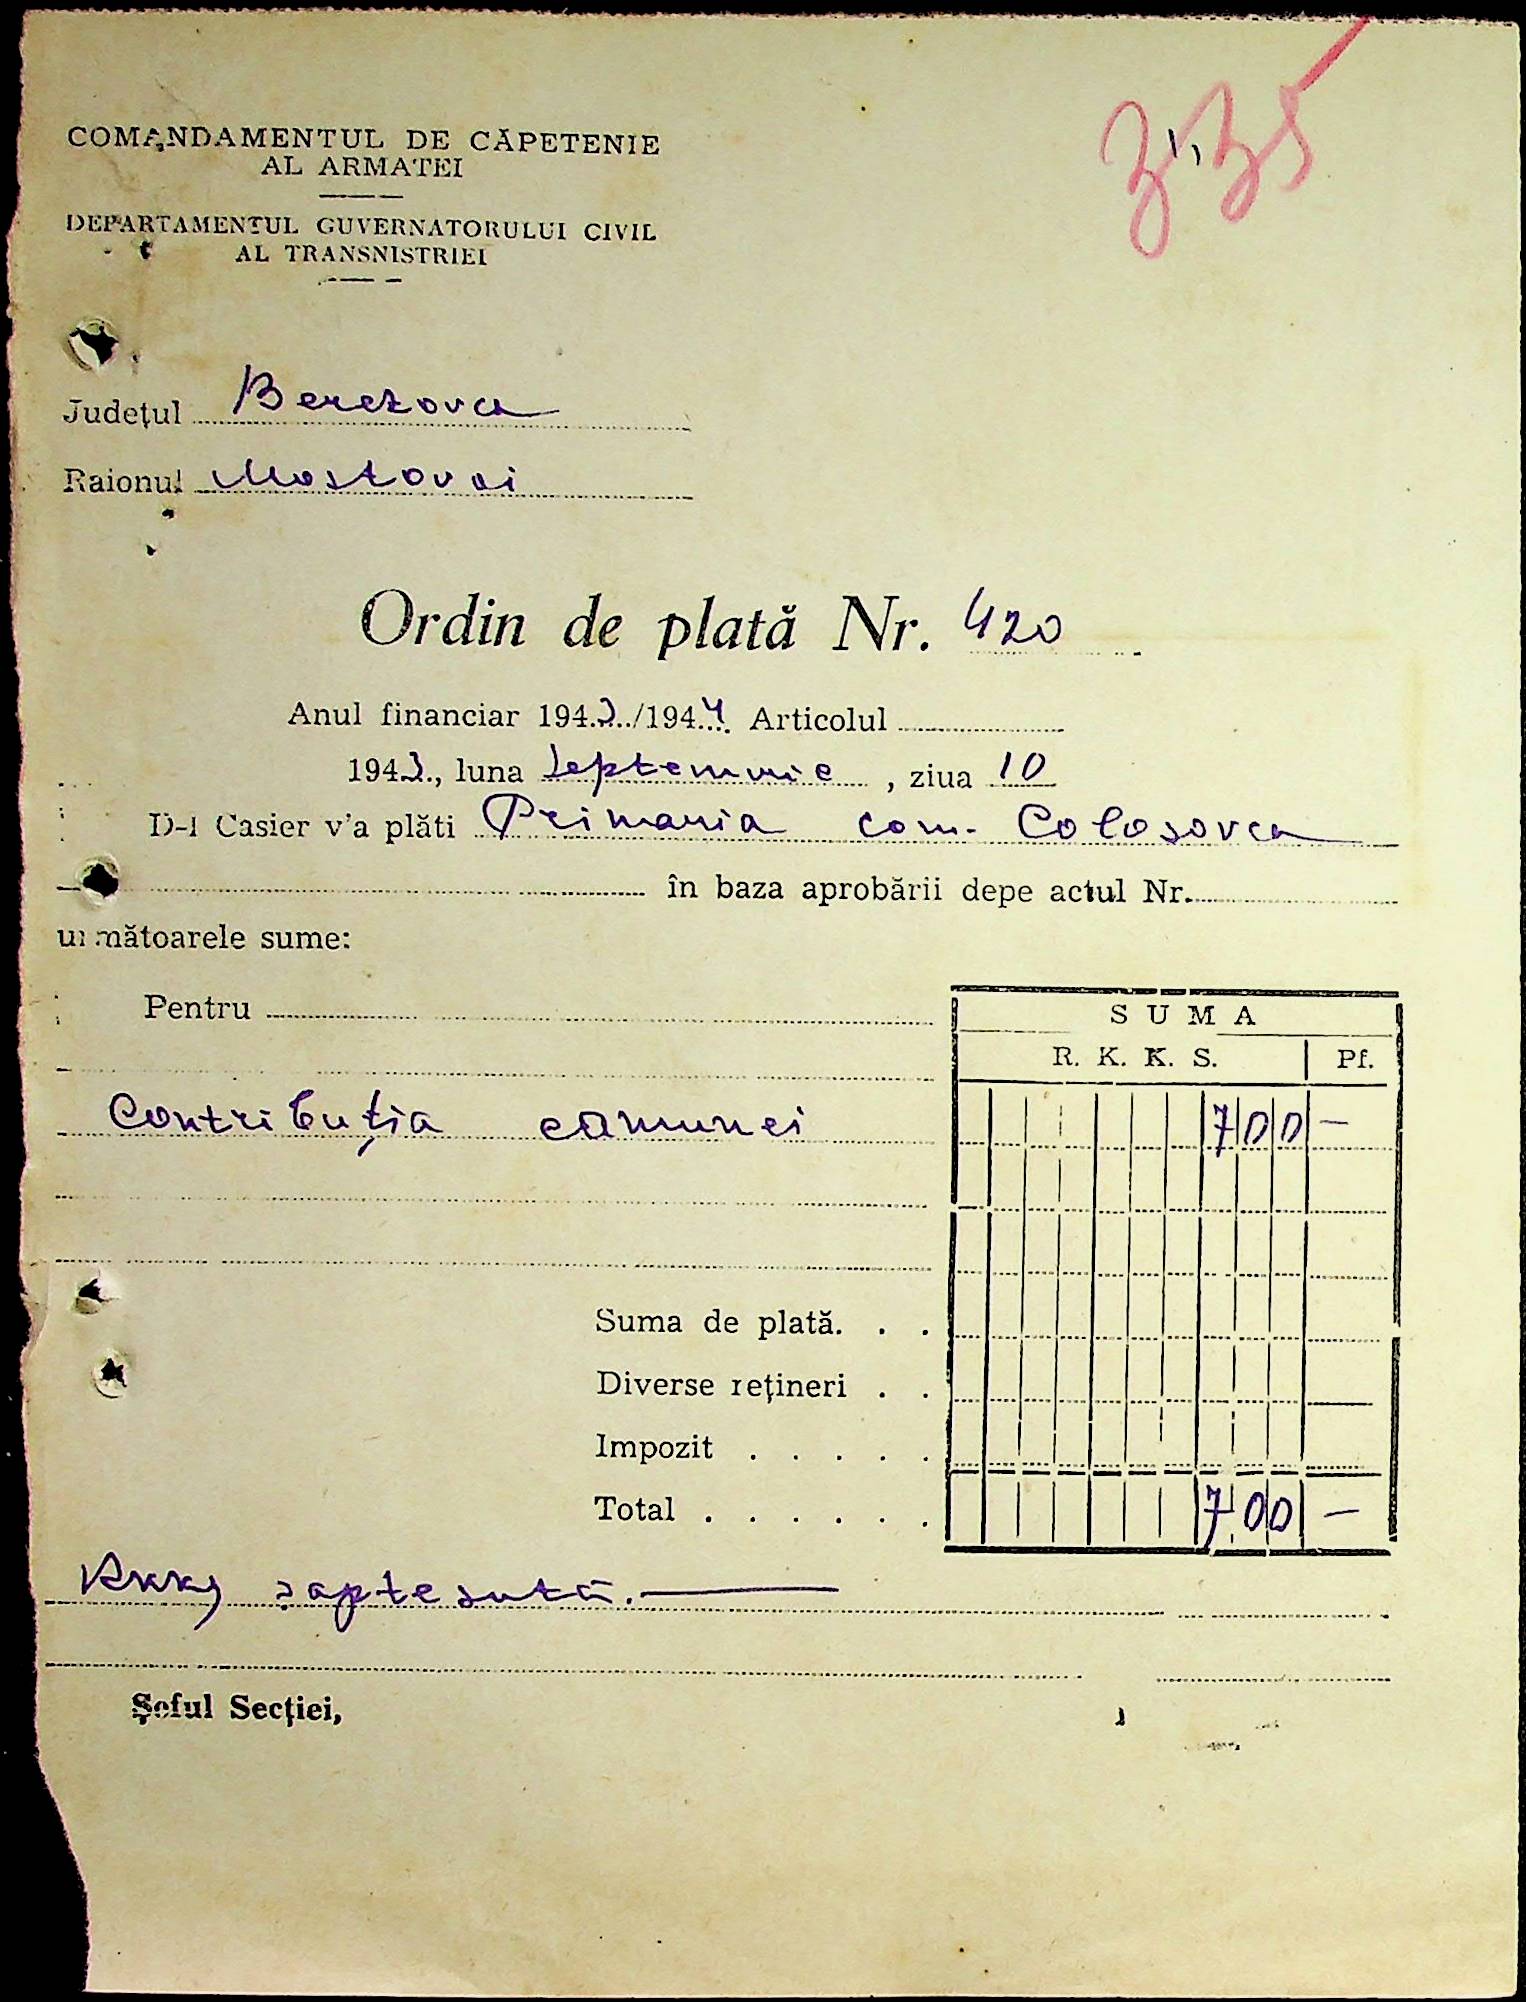 335
COMANDAMENTUL DE CĂPETENIE
AL ARMATEI
DEPARTAMENTUL GUVERNATORULUI CIVIL
AL TRANSNISTRIEI
Județul Berezovca
Raionul Mostovoi
Ordin de plată Nr. 420
Anul financiar 1943/1944 Articolul
1943, luna Septemvrie, ziua 10
D-l Casier v'a plăti Primaria com. Colosovca
în baza aprobării depe actul Nr.
următoarele sume:
Pentru
SUMA
R. K. K. S. Pf.
Contribuția comunei 700 –
Suma de plată. . .
Diverse rețineri . .
Impozit . . . . .
Total . . . . . . 700 –
RKKS șaptesută.
Șeful Secției,